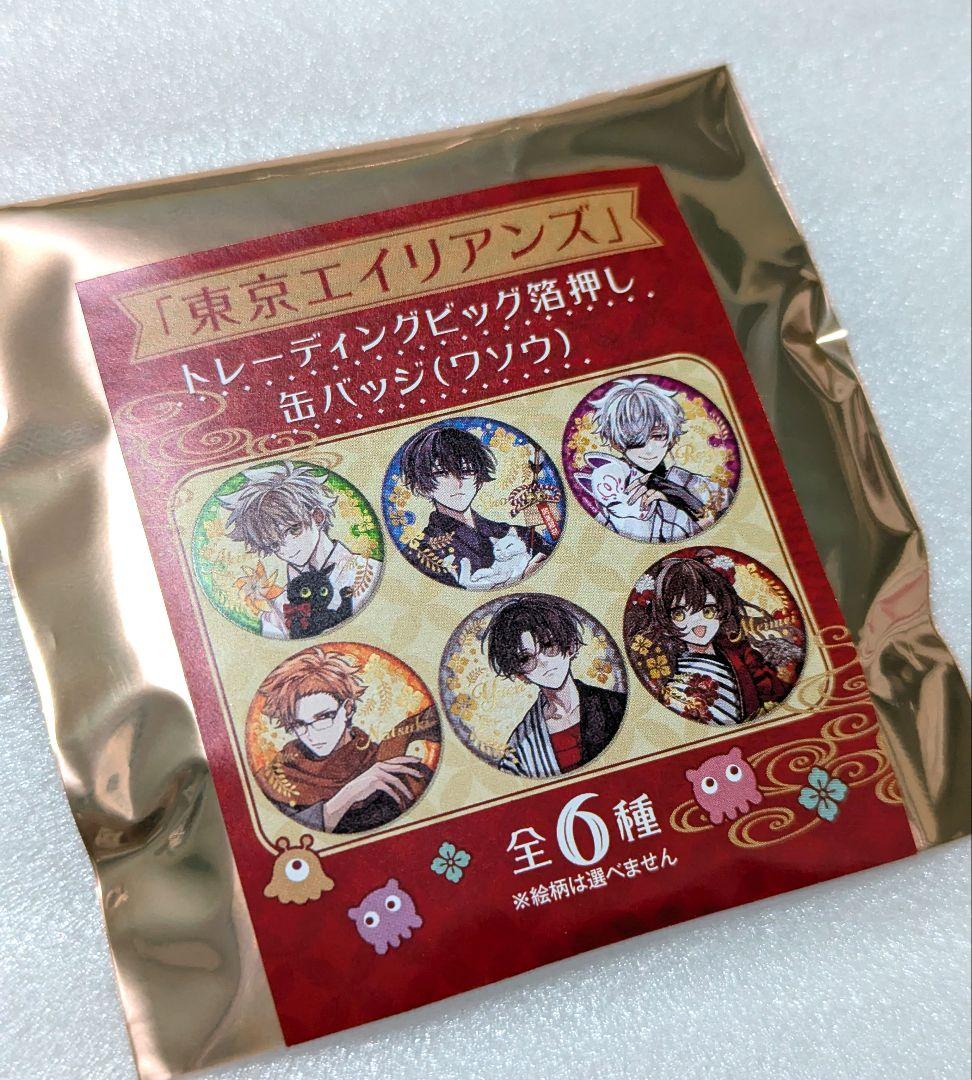 「東京エイリアンズ」
トレーディングビッグ箔押し
缶バッジ(ワソウ)
Meimei
全6種
※絵柄は選べません